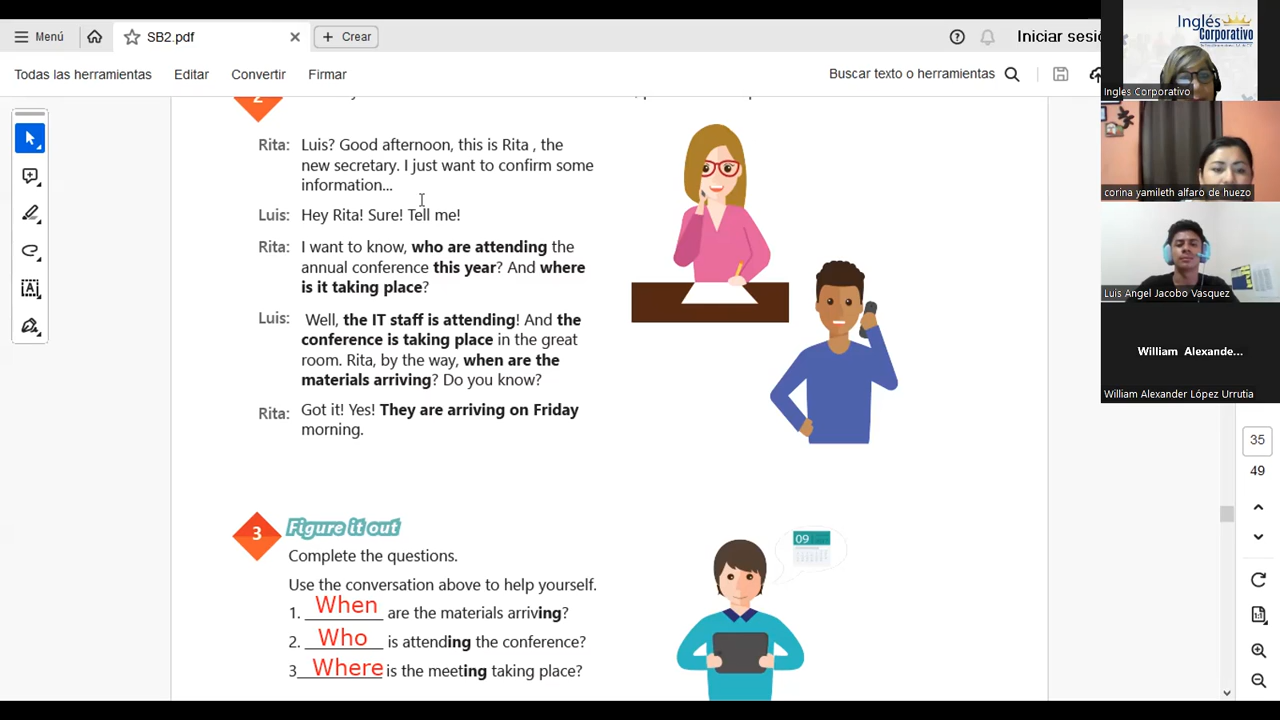 Menú
SB2.pdf
Crear
Iniciar sesió
Todas las herramientas
Editar
Convertir
Firmar
Buscar texto o herramientas
2
Rita: Luis? Good afternoon, this is Rita , the
new secretary. I just want to confirm some
information...
Luis: Hey Rita! Sure! Tell me!
Rita: I want to know, who are attending the
annual conference this year? And where
is it taking place?
Luis: Well, the IT staff is attending! And the
conference is taking place in the great
room. Rita, by the way, when are the
materials arriving? Do you know?
Rita: Got it! Yes! They are arriving on Friday
morning.
3 Figure it out
Complete the questions.
Use the conversation above to help yourself.
1. When are the materials arriving?
2. Who is attending the conference?
3 Where is the meeting taking place?
09
Inglés
Corporativo
Ingles Corporativo
corina yamileth alfaro de huezo
Luis Angel Jacobo Vasquez
William Alexande...
William Alexander López Urrutia
35
49